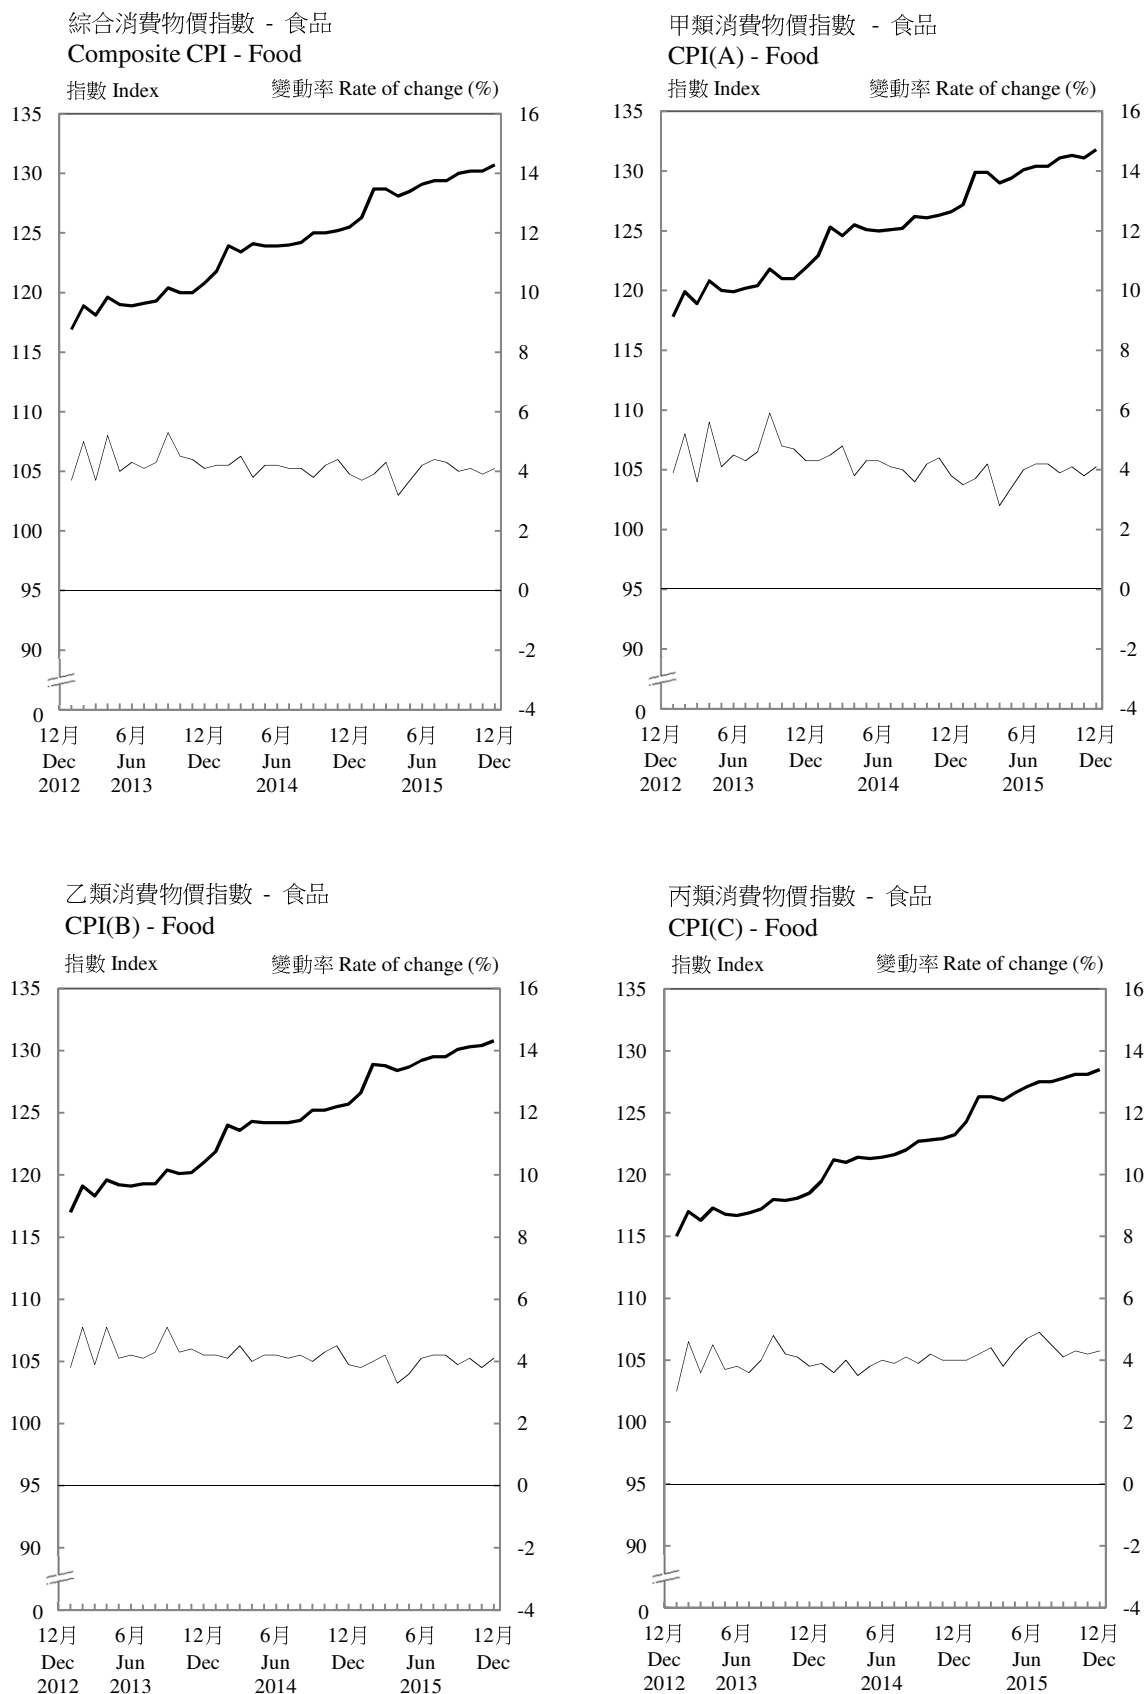 綜合消費物價指數 - 食品
Composite CPI - Food
指數 Index 變動率 Rate of change (%)
135 16
130 14
125 12
120 10
115 8
110 6
105 4
100 2
95 0
90 -2
0 -4
12月 6月 12月 6月 12月 6月 12月
Dec Jun Dec Jun Dec Jun Dec
2012 2013 2014 2015
甲類消費物價指數 - 食品
CPI(A) - Food
指數 Index 變動率 Rate of change (%)
135 16
130 14
125 12
120 10
115 8
110 6
105 4
100 2
95 0
90 -2
0 -4
12月 6月 12月 6月 12月 6月 12月
Dec Jun Dec Jun Dec Jun Dec
2012 2013 2014 2015
乙類消費物價指數 - 食品
CPI(B) - Food
指數 Index 變動率 Rate of change (%)
135 16
130 14
125 12
120 10
115 8
110 6
105 4
100 2
95 0
90 -2
0 -4
12月 6月 12月 6月 12月 6月 12月
Dec Jun Dec Jun Dec Jun Dec
2012 2013 2014 2015
丙類消費物價指數 - 食品
CPI(C) - Food
指數 Index 變動率 Rate of change (%)
135 16
130 14
125 12
120 10
115 8
110 6
105 4
100 2
95 0
90 -2
0 -4
12月 6月 12月 6月 12月 6月 12月
Dec Jun Dec Jun Dec Jun Dec
2012 2013 2014 2015